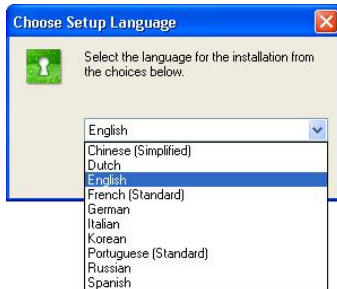 Choose Setup Language
Select the language for the installation from
the choices below.
English
Chinese (Simplified)
Dutch
English
French (Standard)
German
Italian
Korean
Portuguese (Standard)
Russian
Spanish